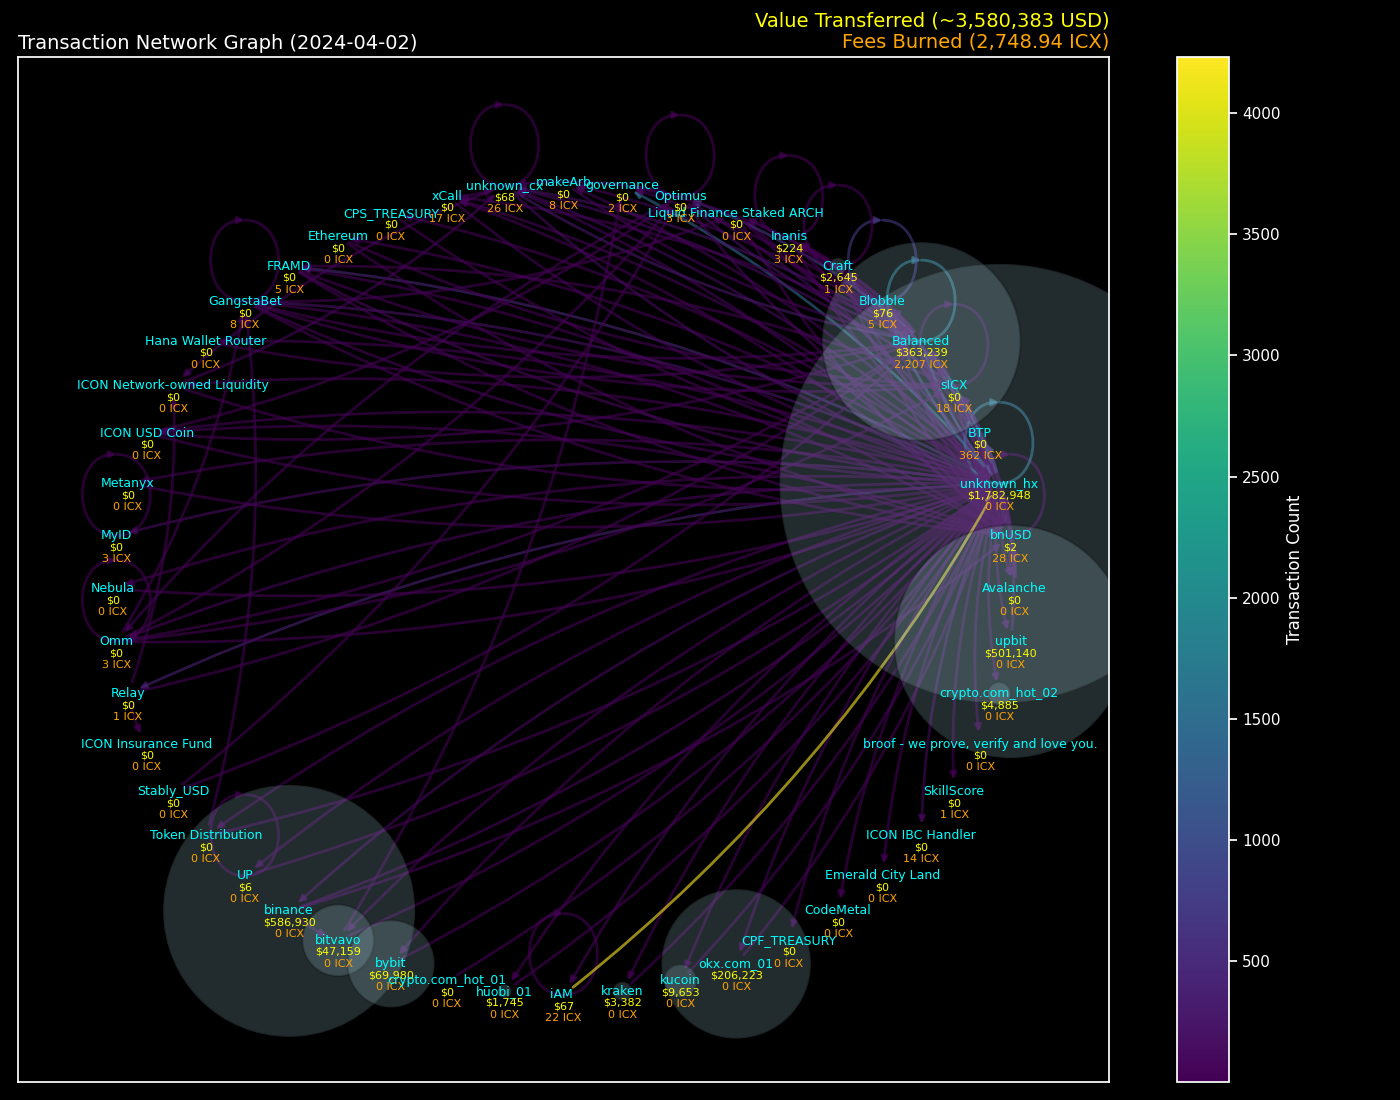 Value Transferred (~3,580,383 USD)
Transaction Network Graph (2024-04-02)
Fees Burned (2,748.94 ICX)
unknown_cx
$68
26 ICX
makeArb
$0
8 ICX
governance
$0
2 ICX
Optimus
$0
xCall
$0
17 ICX
CPS_TREASURY
$0
0 ICX
Liquid Finance Staked ARCH
$0
0 ICX
Ethereum
$0
0 ICX
Inanis
$224
3 ICX
FRAMD
$0
5 ICX
Craft
$2,645
1 ICX
GangstaBet
$0
8 ICX
Blobble
$76
5 ICX
Hana Wallet Router
$0
0 ICX
Balanced
$363,239
2,207 ICX
ICON Network-owned Liquidity
$0
0 ICX
sICX
$0
18 ICX
ICON USD Coin
$0
0 ICX
BTP
$0
362 ICX
Metanyx
$0
0 ICX
unknown_hx
$1,782,948
0 ICX
MyID
$0
3 ICX
bnUSD
$2
28 ICX
Nebula
$0
0 ICX
Avalanche
$0
0 ICX
Omm
$0
3 ICX
upbit
$501,140
0 ICX
Relay
$0
1 ICX
crypto.com_hot_02
$4,885
0 ICX
ICON Insurance Fund
$0
0 ICX
broof - we prove, verify and love you.
$0
0 ICX
Stably_USD
$0
0 ICX
SkillScore
$0
1 ICX
Token Distribution
$0
0 ICX
ICON IBC Handler
$0
14 ICX
UP
$6
0 ICX
Emerald City Land
$0
0 ICX
binance
$586,930
0 ICX
CodeMetal
$0
0 ICX
bitvavo
$47,159
0 ICX
CPF_TREASURY
$0
0 ICX
bybit
$69,980
0 ICX
okx.com_01
$206,223
0 ICX
crypto.com_hot_01
$0
0 ICX
huobi_01
$1,745
0 ICX
iAM
$67
22 ICX
kraken
$3,382
0 ICX
kucoin
$9,653
0 ICX
4000
3500
3000
2500
2000
1500
1000
500
Transaction Count